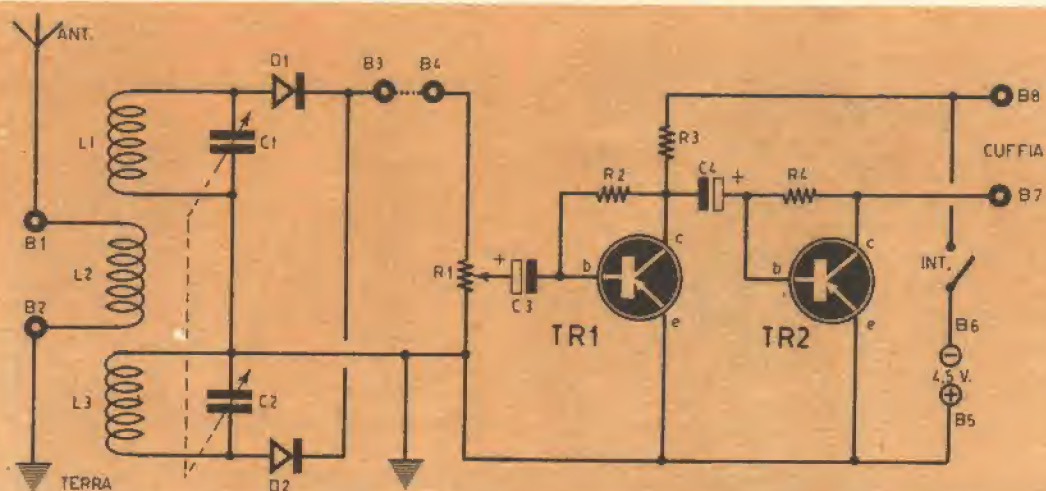 ANT.
D1
B3
B4
B8
L1
C1
R3
CUFFIA
R2
C4
+
R4
B7
B1
L2
c
c
R1
+
b
b
INT.
C3
e
e
B2
TR1
TR2
B6
−
4,5 V.
+
L3
C2
B5
TERRA
D2